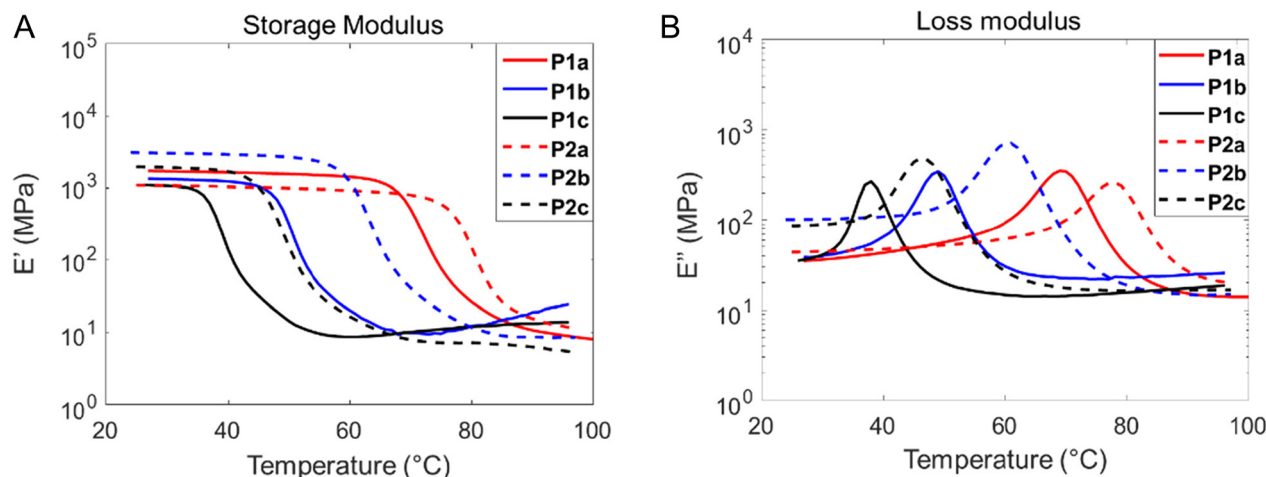 A
Storage Modulus
E' (MPa)
10^5
10^4
10^3
10^2
10^1
10^0
P1a
P1b
P1c
P2a
P2b
P2c
20 40 60 80 100
Temperature (°C)
B
Loss modulus
E'' (MPa)
10^4
10^3
10^2
10^1
10^0
P1a
P1b
P1c
P2a
P2b
P2c
20 40 60 80 100
Temperature (°C)